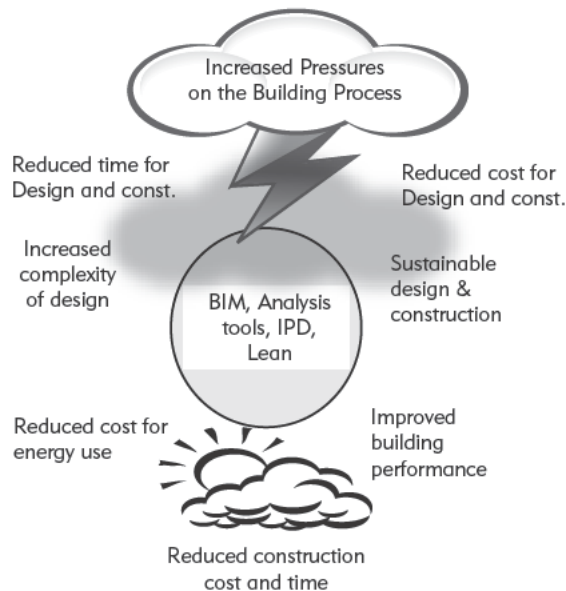 Increased Pressures
on the Building Process
Reduced time for
Design and const.
Reduced cost for
Design and const.
Increased
complexity
of design
Sustainable
design &
construction
BIM, Analysis
tools, IPD,
Lean
Reduced cost for
energy use
Improved
building
performance
Reduced construction
cost and time